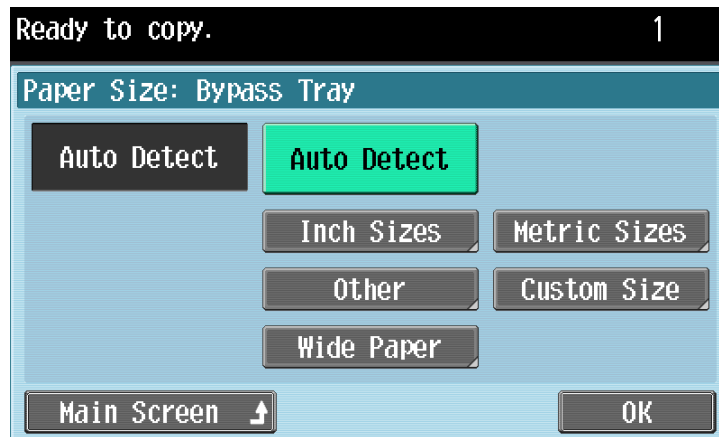 Ready to copy. 1
Paper Size: Bypass Tray
Auto Detect Auto Detect
Inch Sizes Metric Sizes
Other Custom Size
Wide Paper
Main Screen OK